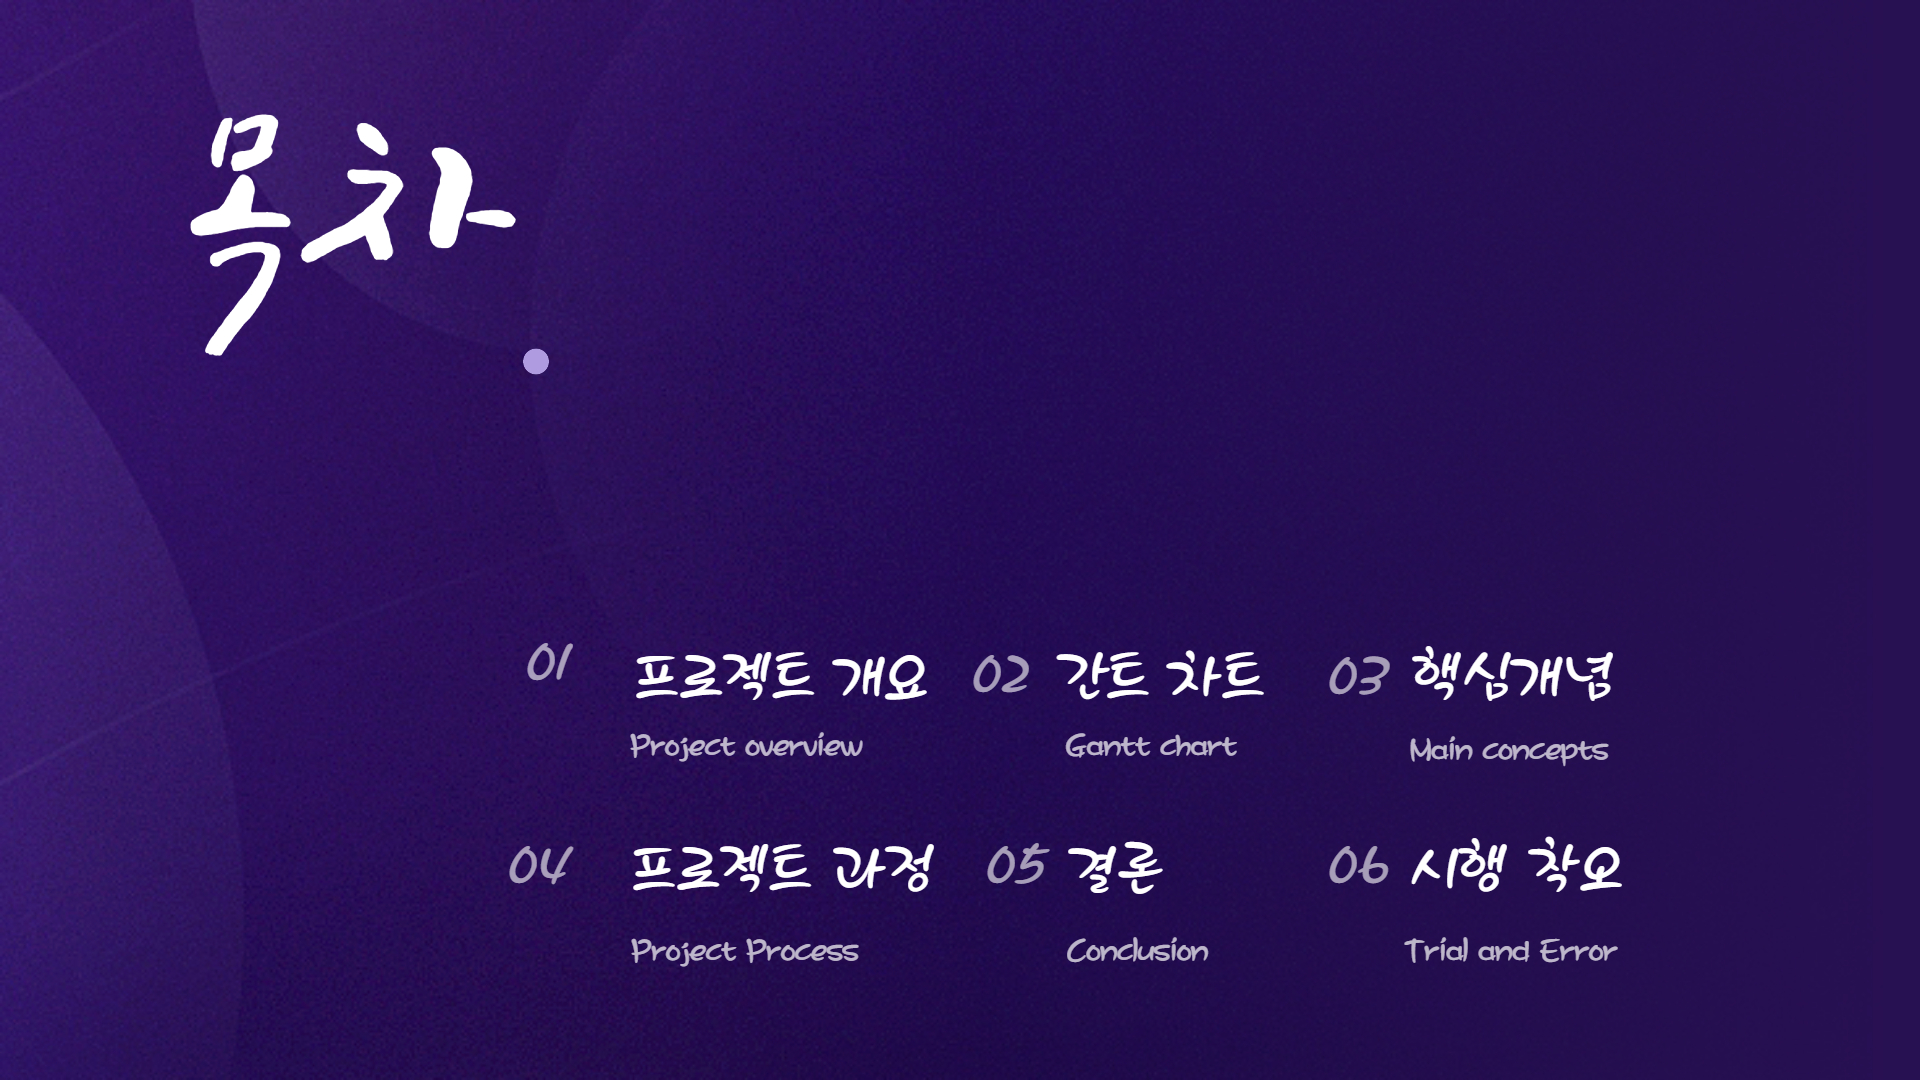 목차
01 프로젝트 개요
Project overview
02 간트 차트
Gantt chart
03 핵심개념
Main concepts
04 프로젝트 과정
Project Process
05 결론
Conclusion
06 시행 착오
Trial and Error